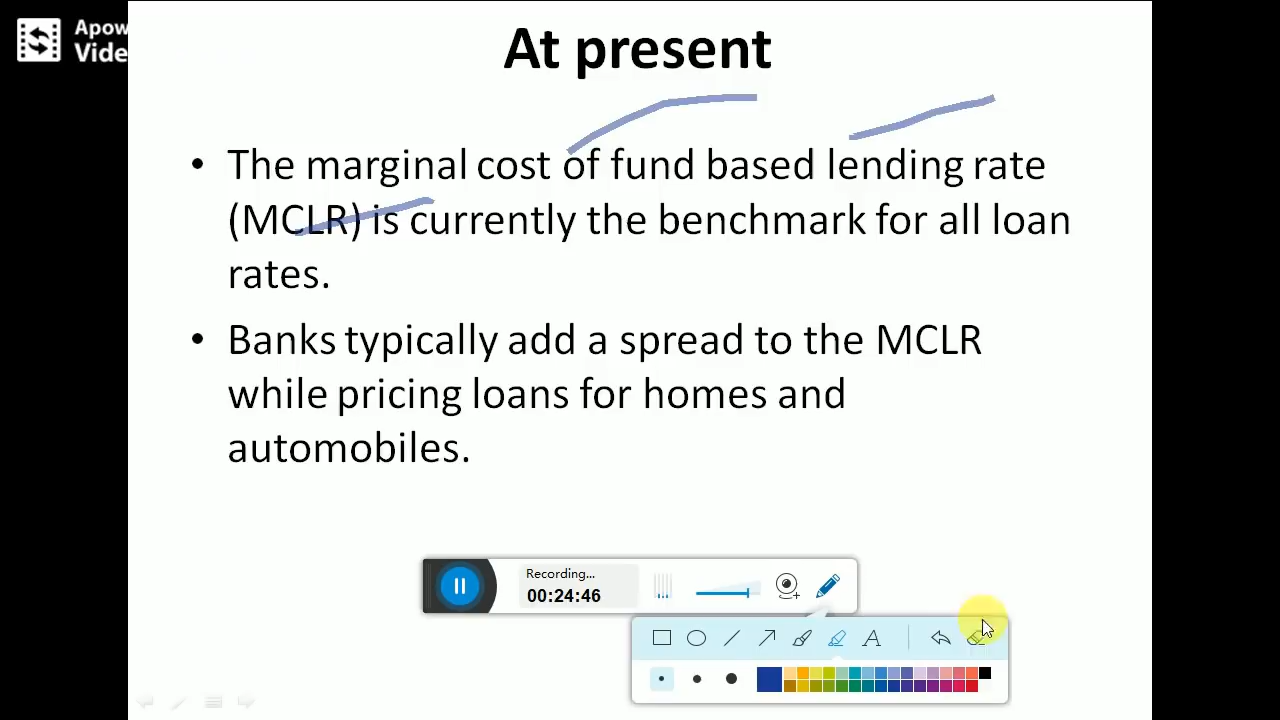 Apow
Vide
At present
• The marginal cost of fund based lending rate
(MCLR) is currently the benchmark for all loan
rates.
• Banks typically add a spread to the MCLR
while pricing loans for homes and
automobiles.
Recording...
00:24:46
A